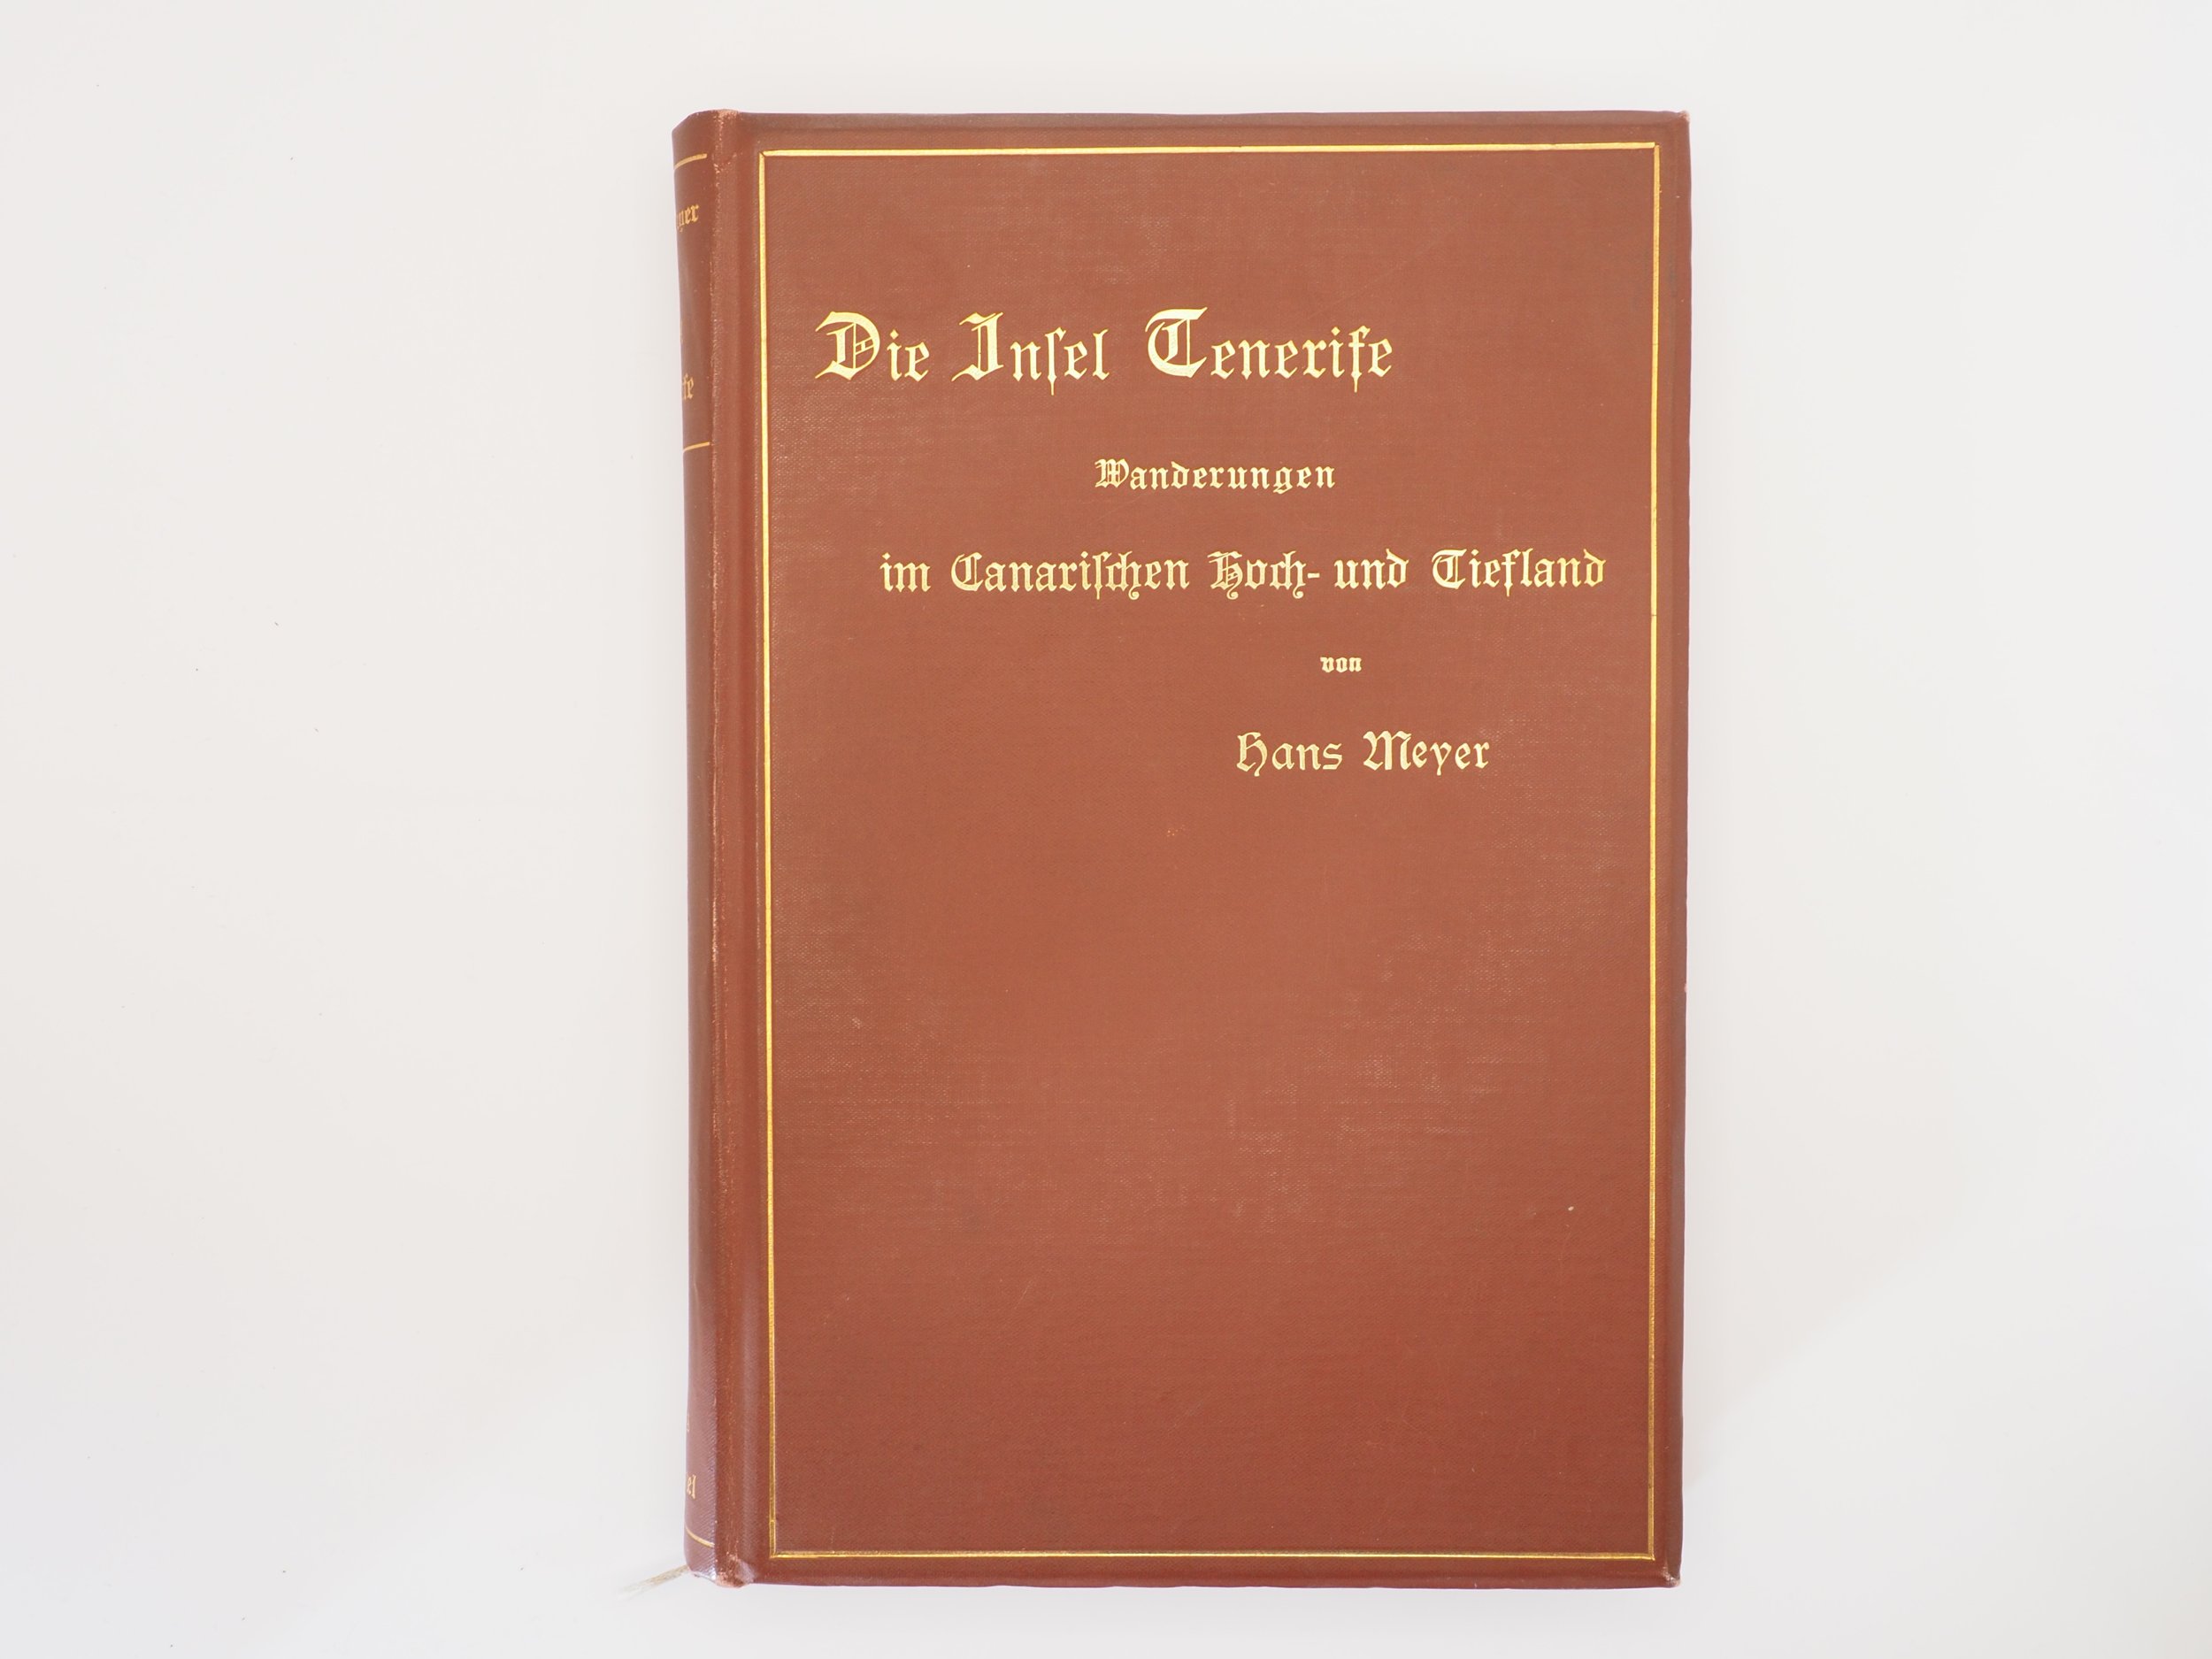 Die Inſel Tenerife
Wanderungen
im Canariſchen Hoch- und Tiefland
von
Hans Meyer